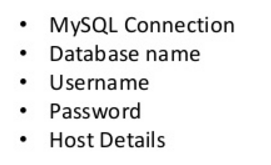 • MySQL Connection
• Database name
• Username
• Password
• Host Details